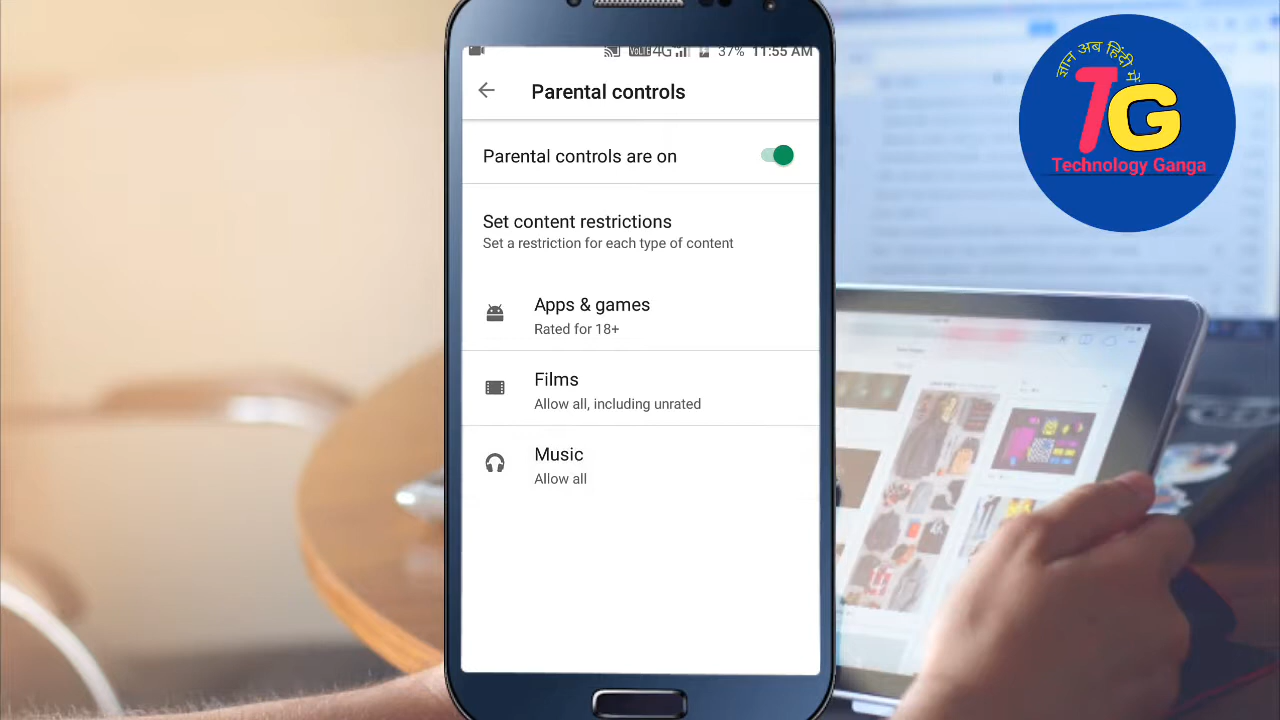 VoLTE 4G 37% 11:55 AM
Parental controls
Parental controls are on
Set content restrictions
Set a restriction for each type of content
Apps & games
Rated for 18+
Films
Allow all, including unrated
Music
Allow all
ज्ञान अब हिंदी में
TG
Technology Ganga